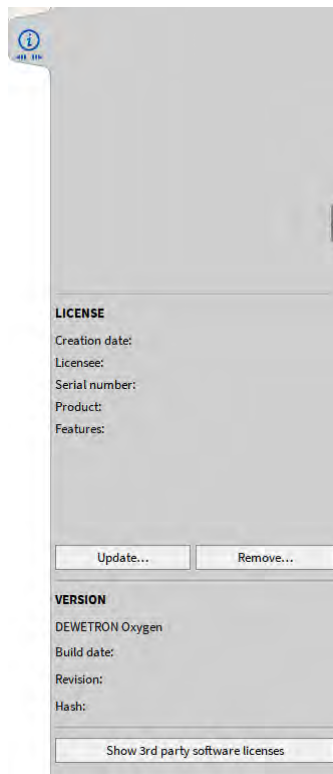 LICENSE
Creation date:
Licensee:
Serial number:
Product:
Features:
Update... Remove...
VERSION
DEWETRON Oxygen
Build date:
Revision:
Hash:
Show 3rd party software licenses